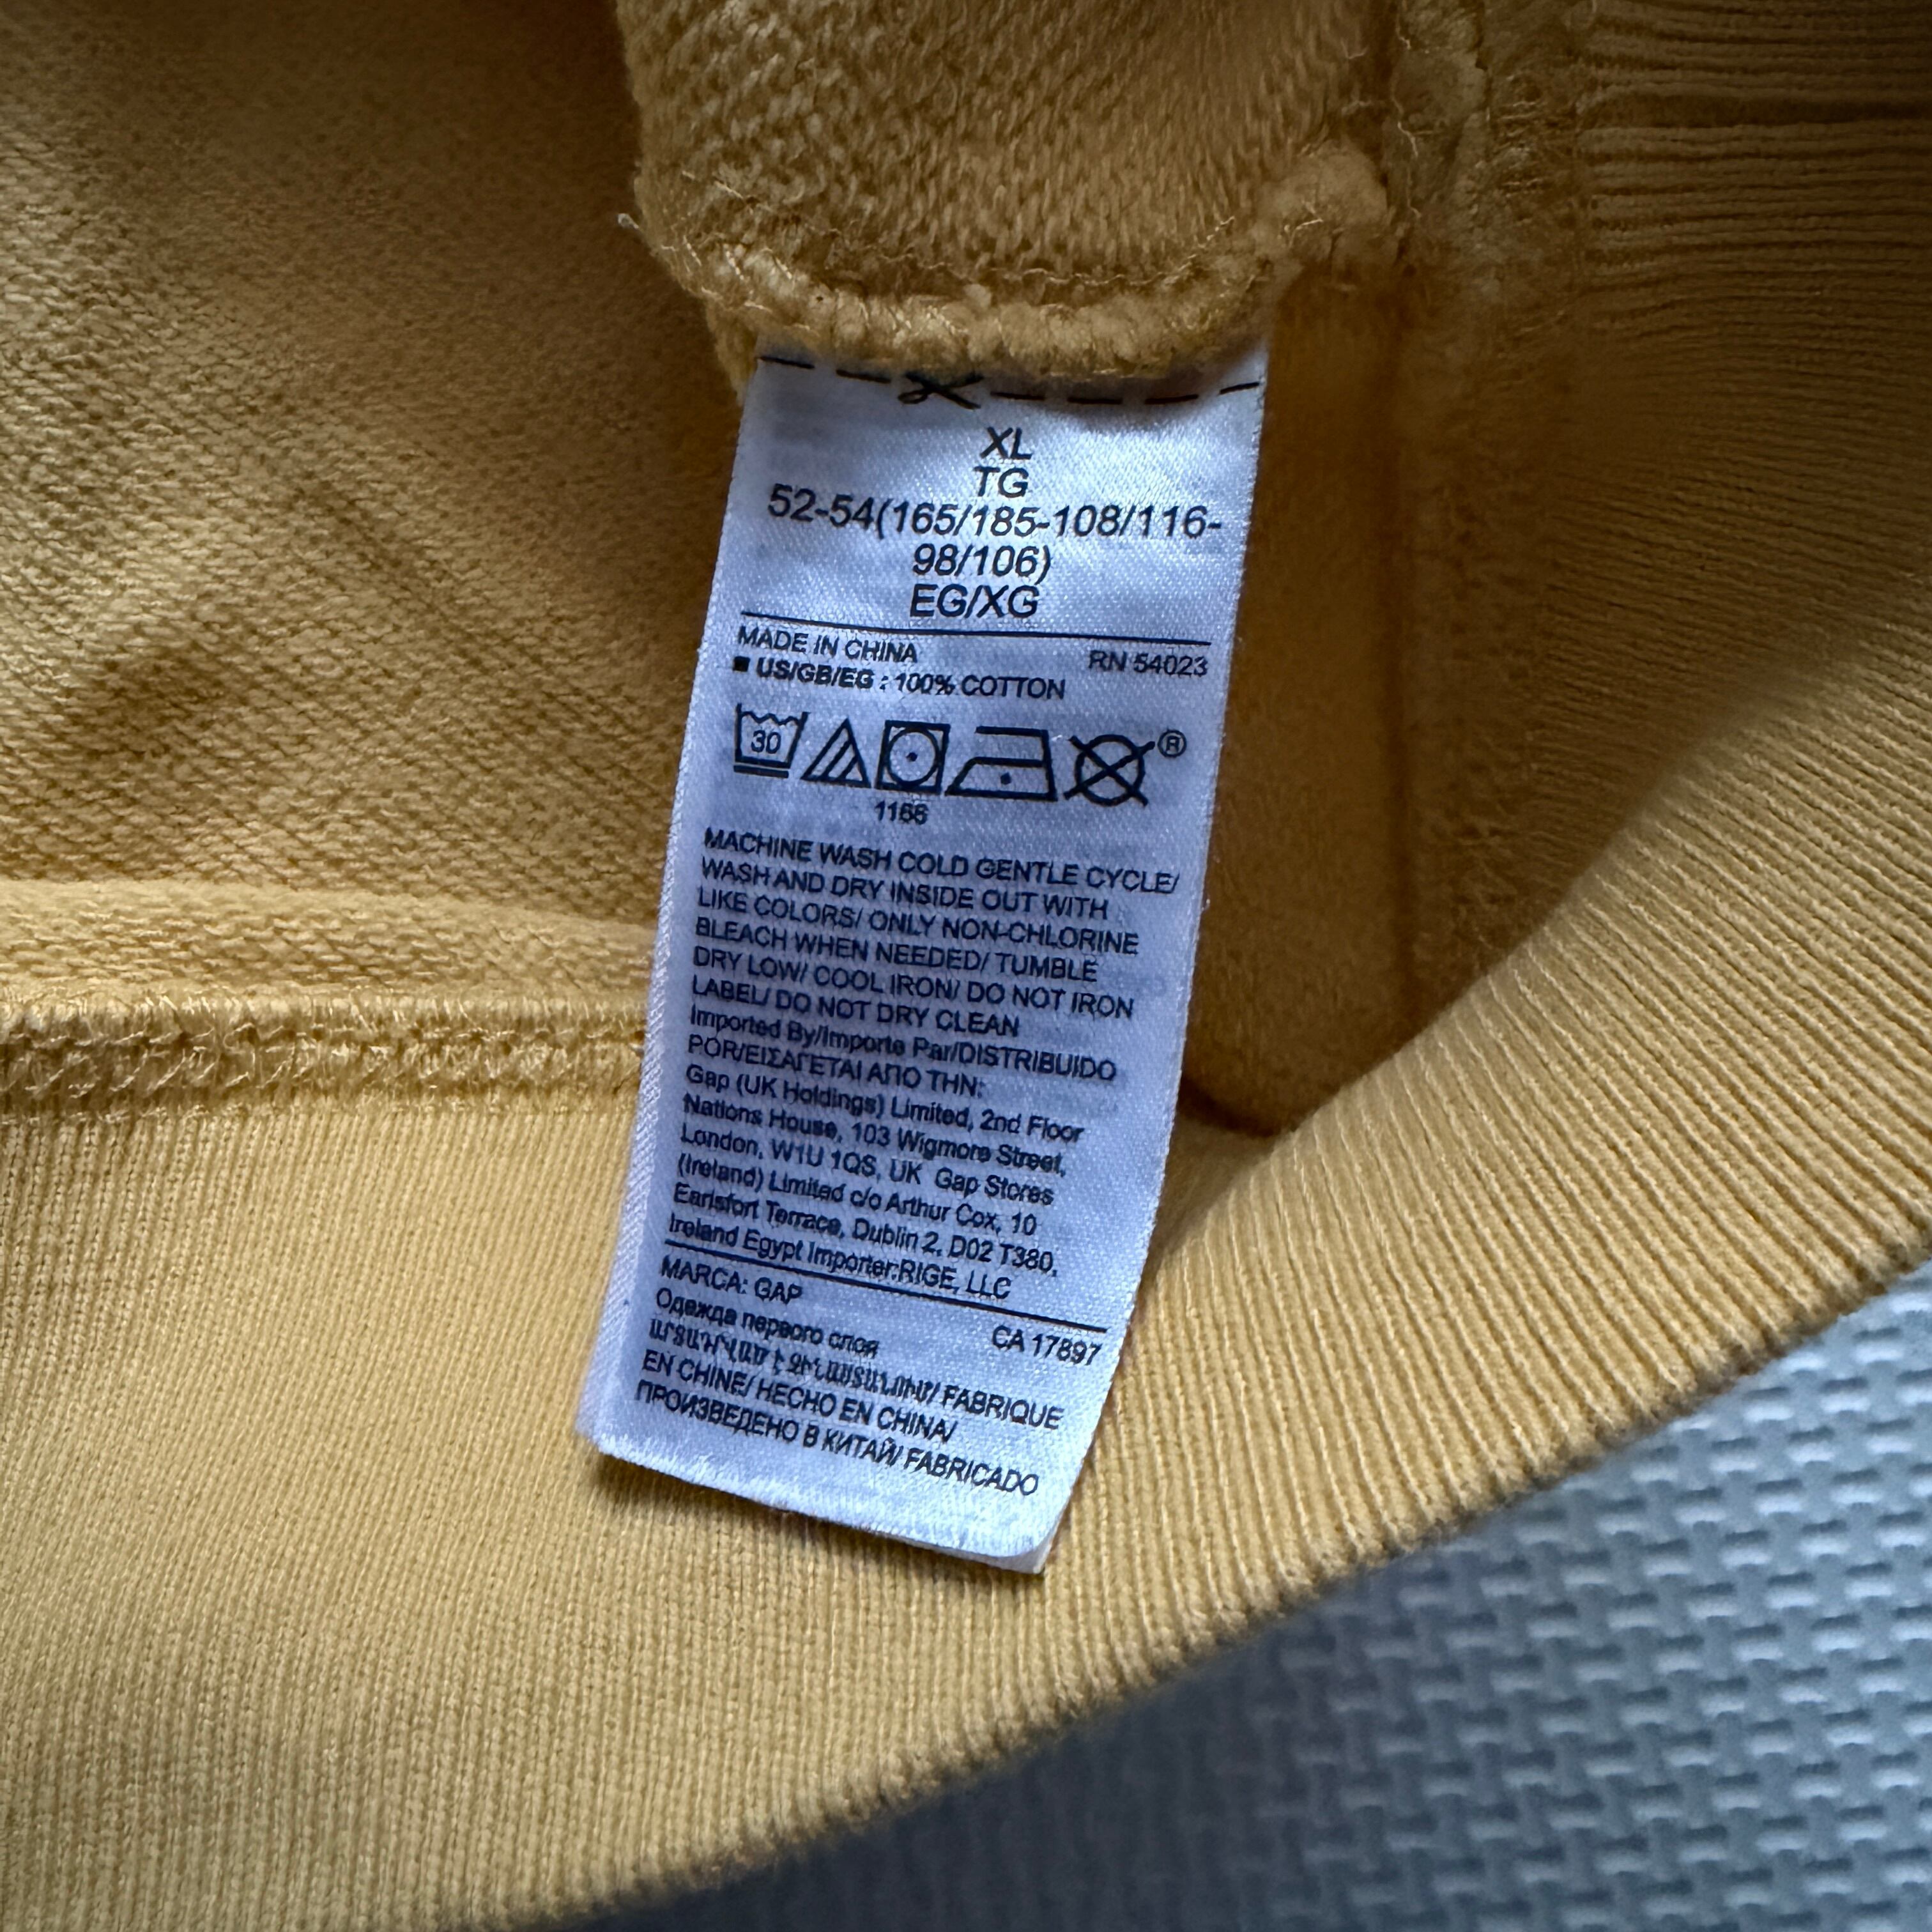 XL
TG
52-54(165/185-108/116-
98/106)
EG/XG
MADE IN CHINA RN 54023
■ US/GB/EG : 100% COTTON
30
®
1166
MACHINE WASH COLD GENTLE CYCLE/
WASH AND DRY INSIDE OUT WITH
LIKE COLORS/ ONLY NON-CHLORINE
BLEACH WHEN NEEDED/ TUMBLE
DRY LOW/ COOL IRON/ DO NOT IRON
LABEL/ DO NOT DRY CLEAN
Imported By/Importe Par/DISTRIBUIDO
POR/ΕΙΣΑΓΕΤΑΙ ΑΠΟ ΤΗΝ:
Gap (UK Holdings) Limited, 2nd Floor
Nations House, 103 Wigmore Street,
London, W1U 1QS, UK Gap Stores
(Ireland) Limited c/o Arthur Cox, 10
Earlsfort Terrace, Dublin 2, D02 T380,
Ireland Egypt Importer:RIGE, LLC
MARCA: GAP
CA 17897
Одежда первого слоя
ԱՐՏԱԴՎԱԾ Է ՉԻՆԱՍՏԱՆՈՒՄ/ FABRIQUE
EN CHINE/ HECHO EN CHINA/
ПРОИЗВЕДЕНО В КИТАЙ/ FABRICADO